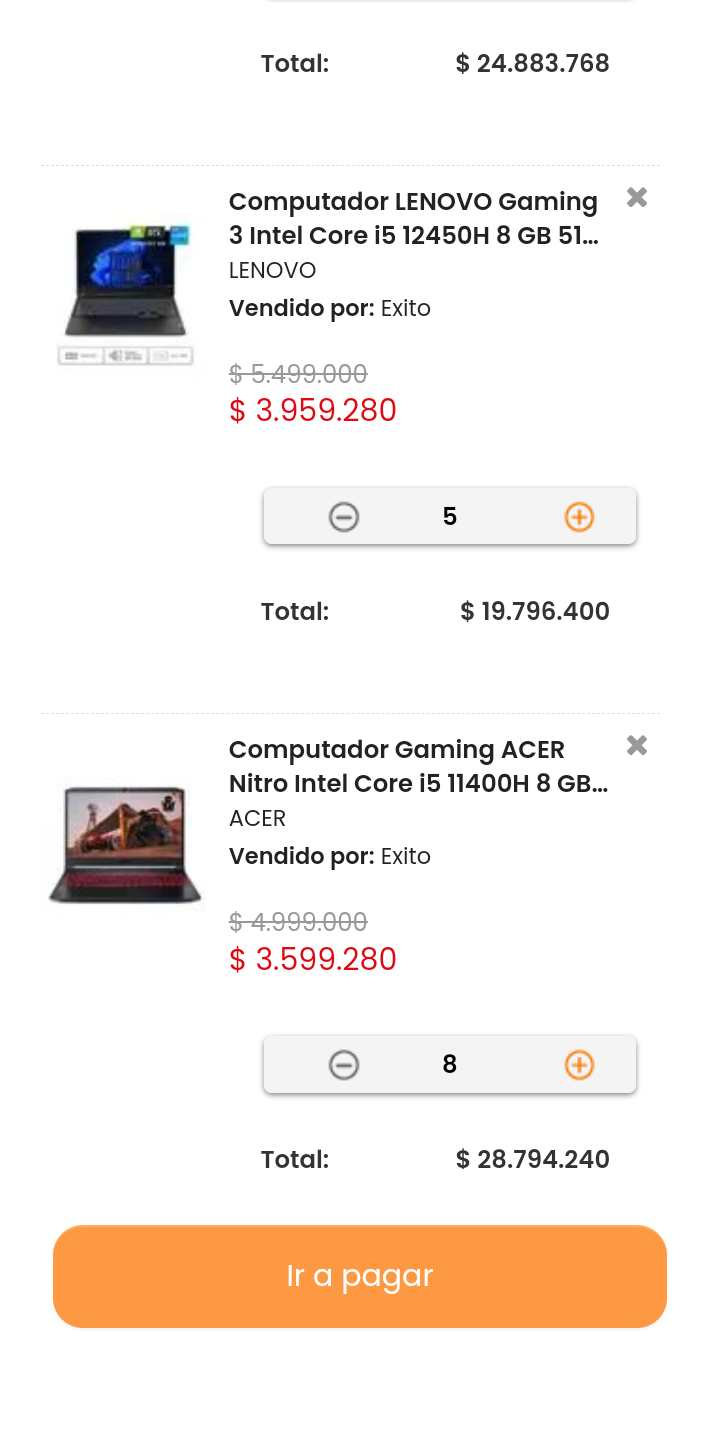 Total: $ 24.883.768
Computador LENOVO Gaming
3 Intel Core i5 12450H 8 GB 51...
LENOVO
Vendido por: Exito
$ 5.499.000
$ 3.959.280
5
Total: $ 19.796.400
Computador Gaming ACER
Nitro Intel Core i5 11400H 8 GB...
ACER
Vendido por: Exito
$ 4.999.000
$ 3.599.280
8
Total: $ 28.794.240
Ir a pagar